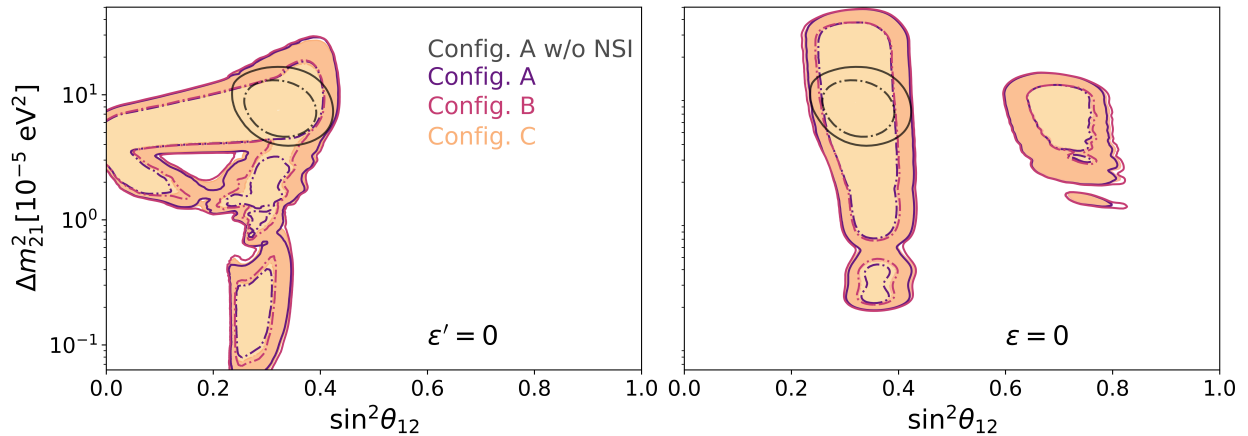 Config. A w/o NSI
Config. A
Config. B
Config. C
Δm²₂₁[10⁻⁵ eV²]
10¹
10⁰
10⁻¹
ε′ = 0
ε = 0
0.0 0.2 0.4 0.6 0.8 1.0
0.0 0.2 0.4 0.6 0.8 1.0
sin²θ₁₂
sin²θ₁₂